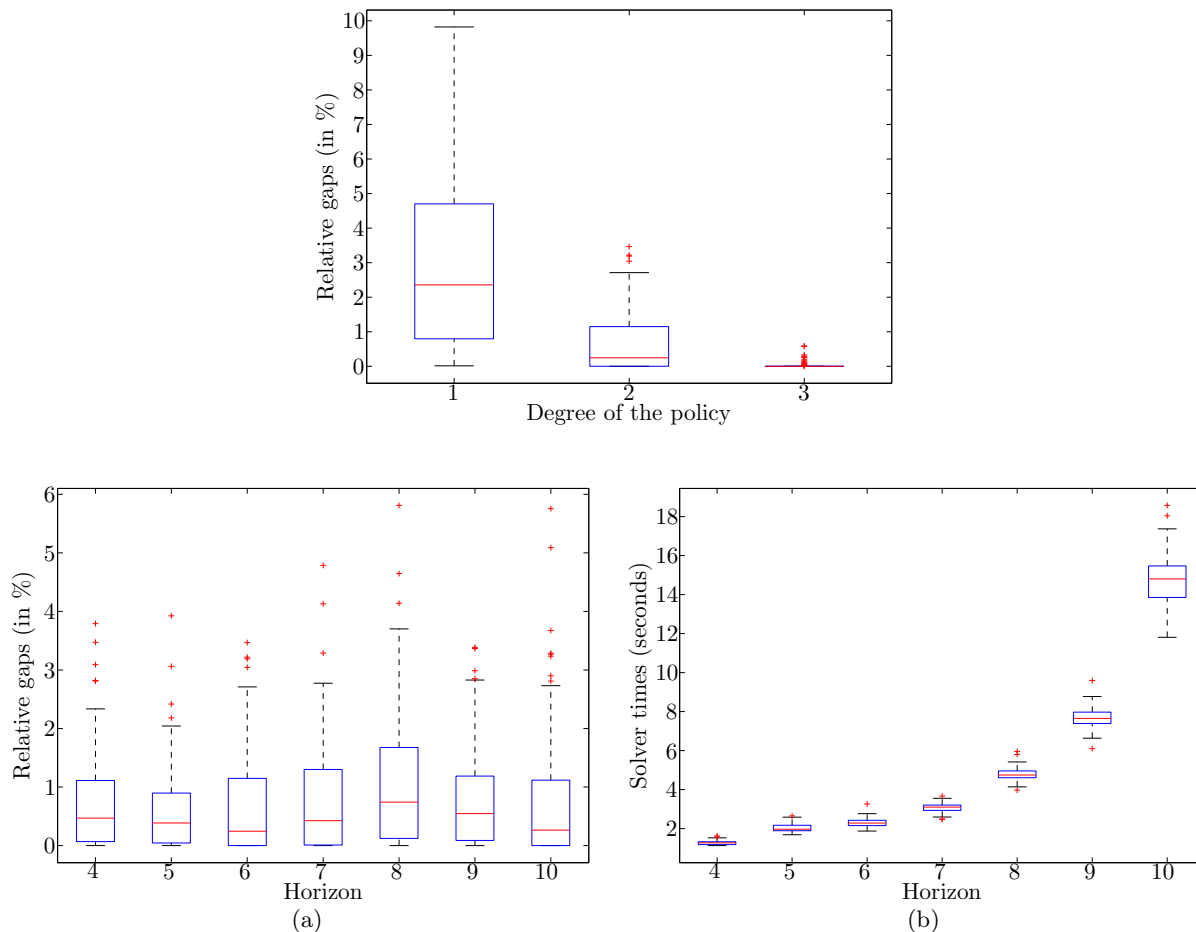 10
9
8
7
6
5
4
3
2
1
0
Relative gaps (in %)
1 2 3
Degree of the policy
6
5
4
3
2
1
0
Relative gaps (in %)
4 5 6 7 8 9 10
Horizon
(a)
18
16
14
12
10
8
6
4
2
Solver times (seconds)
4 5 6 7 8 9 10
Horizon
(b)